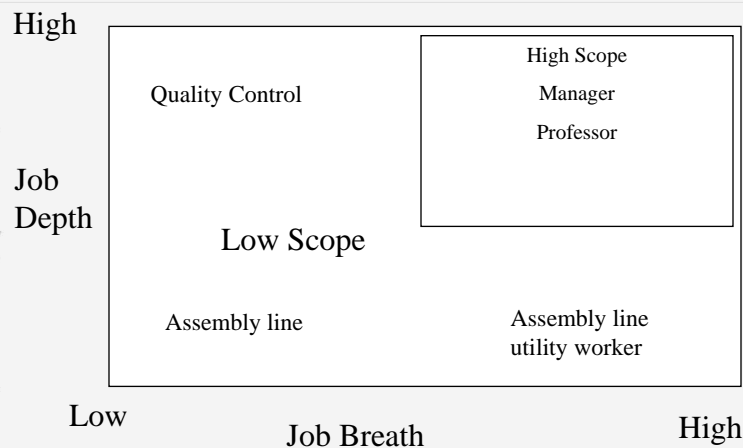 High
High Scope
Quality Control
Manager
Professor
Job
Depth
Low Scope
Assembly line
Assembly line
utility worker
Low
Job Breath
High